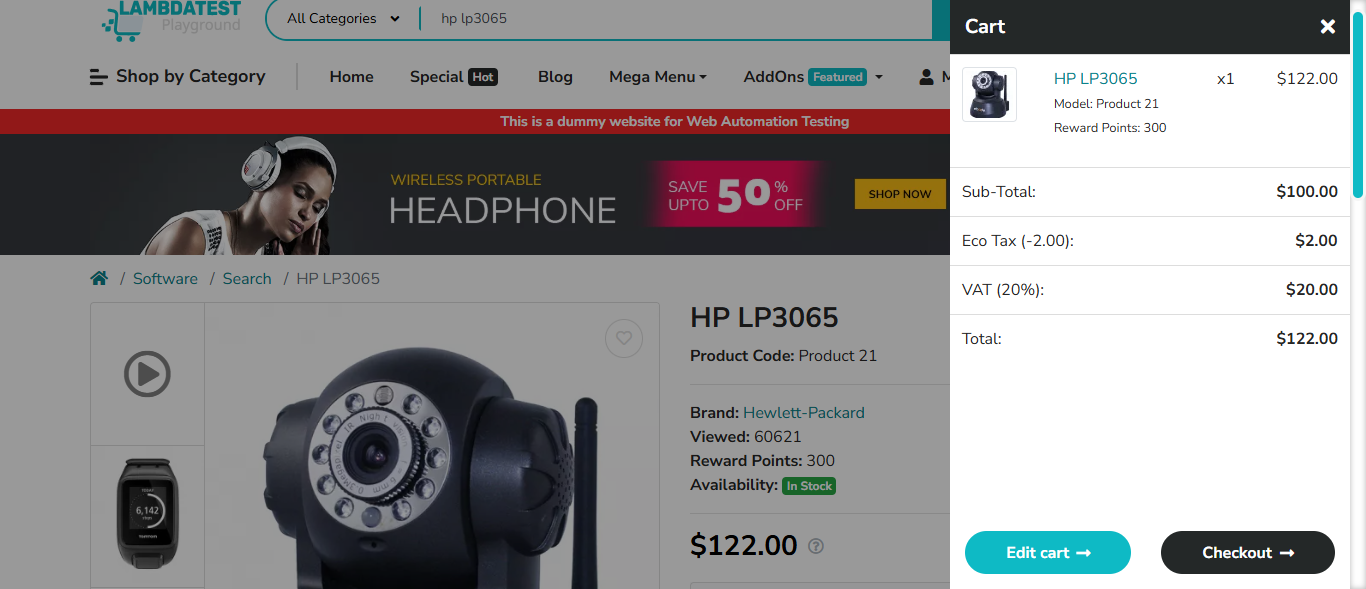 LAMBDATEST
Playground
All Categories
hp lp3065
Shop by Category
Home
Special Hot
Blog
Mega Menu
AddOns Featured
M
This is a dummy website for Web Automation Testing
WIRELESS PORTABLE
HEADPHONE
SAVE UPTO 50 % OFF
SHOP NOW
/ Software / Search / HP LP3065
6,142
HP LP3065
Product Code: Product 21
Brand: Hewlett-Packard
Viewed: 60621
Reward Points: 300
Availability: In Stock
$122.00
Cart
HP LP3065 x1 $122.00
Model: Product 21
Reward Points: 300
Sub-Total: $100.00
Eco Tax (-2.00): $2.00
VAT (20%): $20.00
Total: $122.00
Edit cart
Checkout